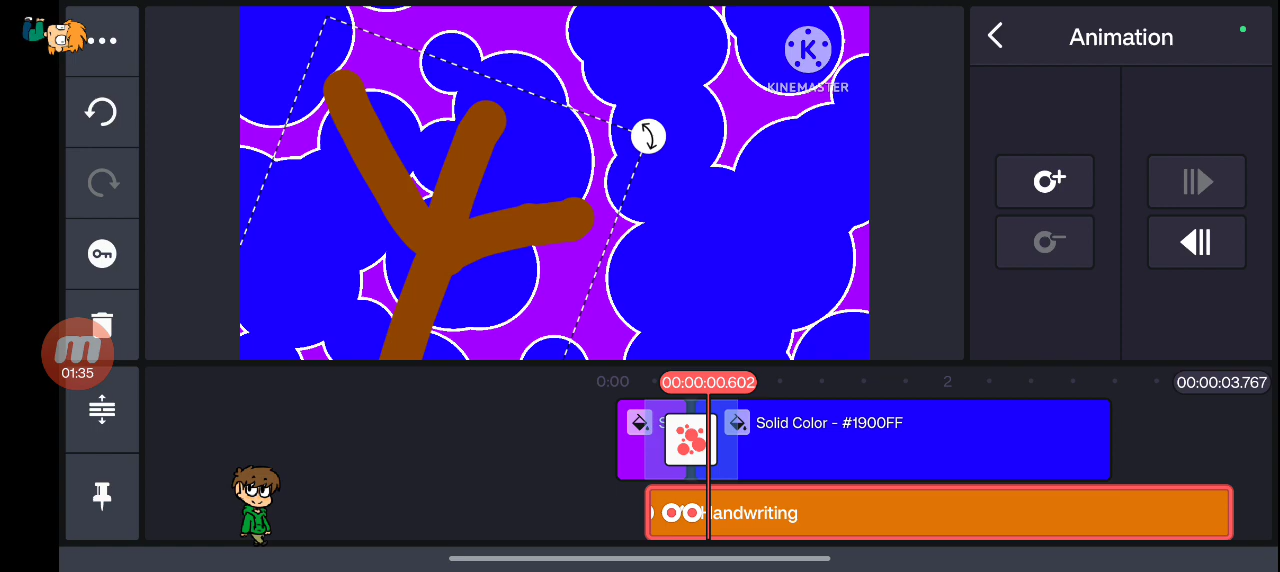 Animation
K
KINEMASTER
m
01:35
0:00
00:00:00.602
2
00:00:03.767
S
Solid Color - #1900FF
Handwriting